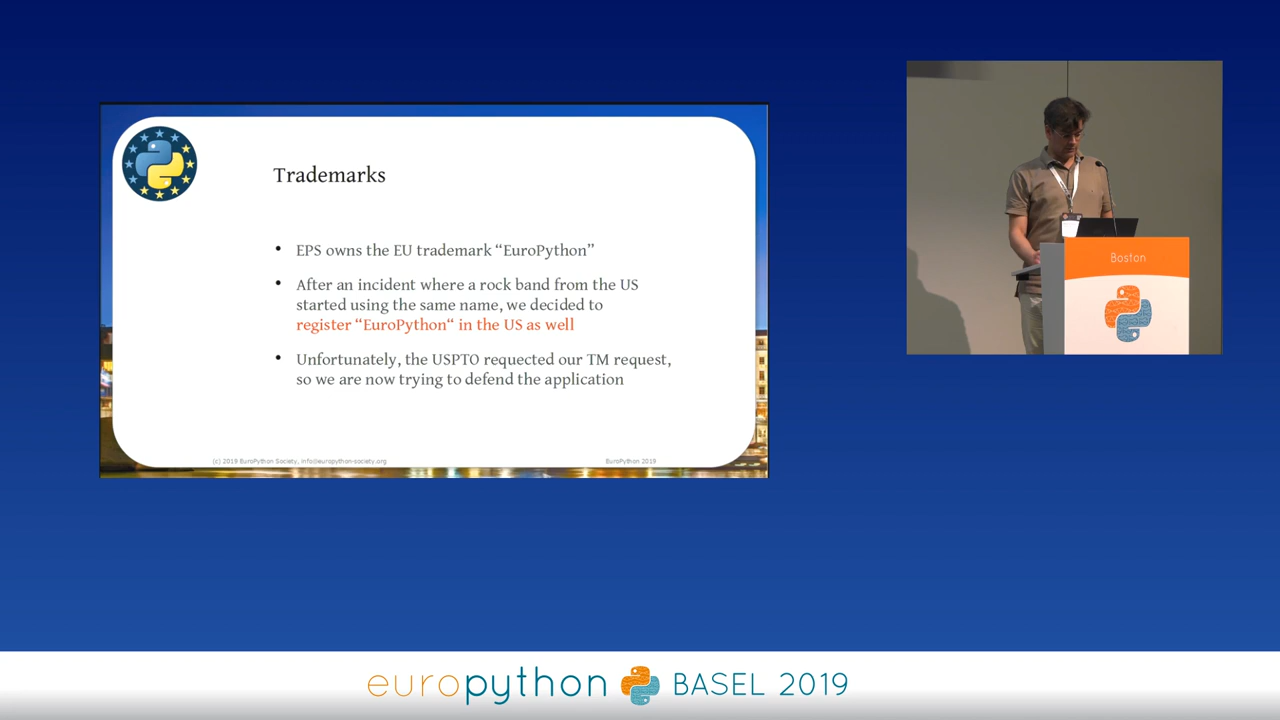 Trademarks
• EPS owns the EU trademark “EuroPython”
• After an incident where a rock band from the US
started using the same name, we decided to
register “EuroPython“ in the US as well
• Unfortunately, the USPTO requected our TM request,
so we are now trying to defend the application
(c) 2019 EuroPython Society, info@europython-society.org
EuroPython 2019
Boston
europython BASEL 2019